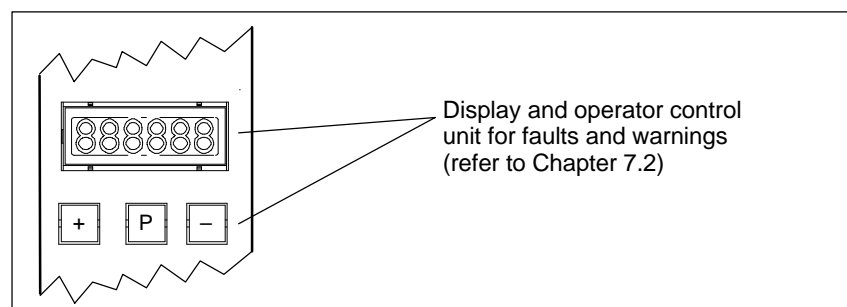 888888
Display and operator control
unit for faults and warnings
(refer to Chapter 7.2)
+ P –